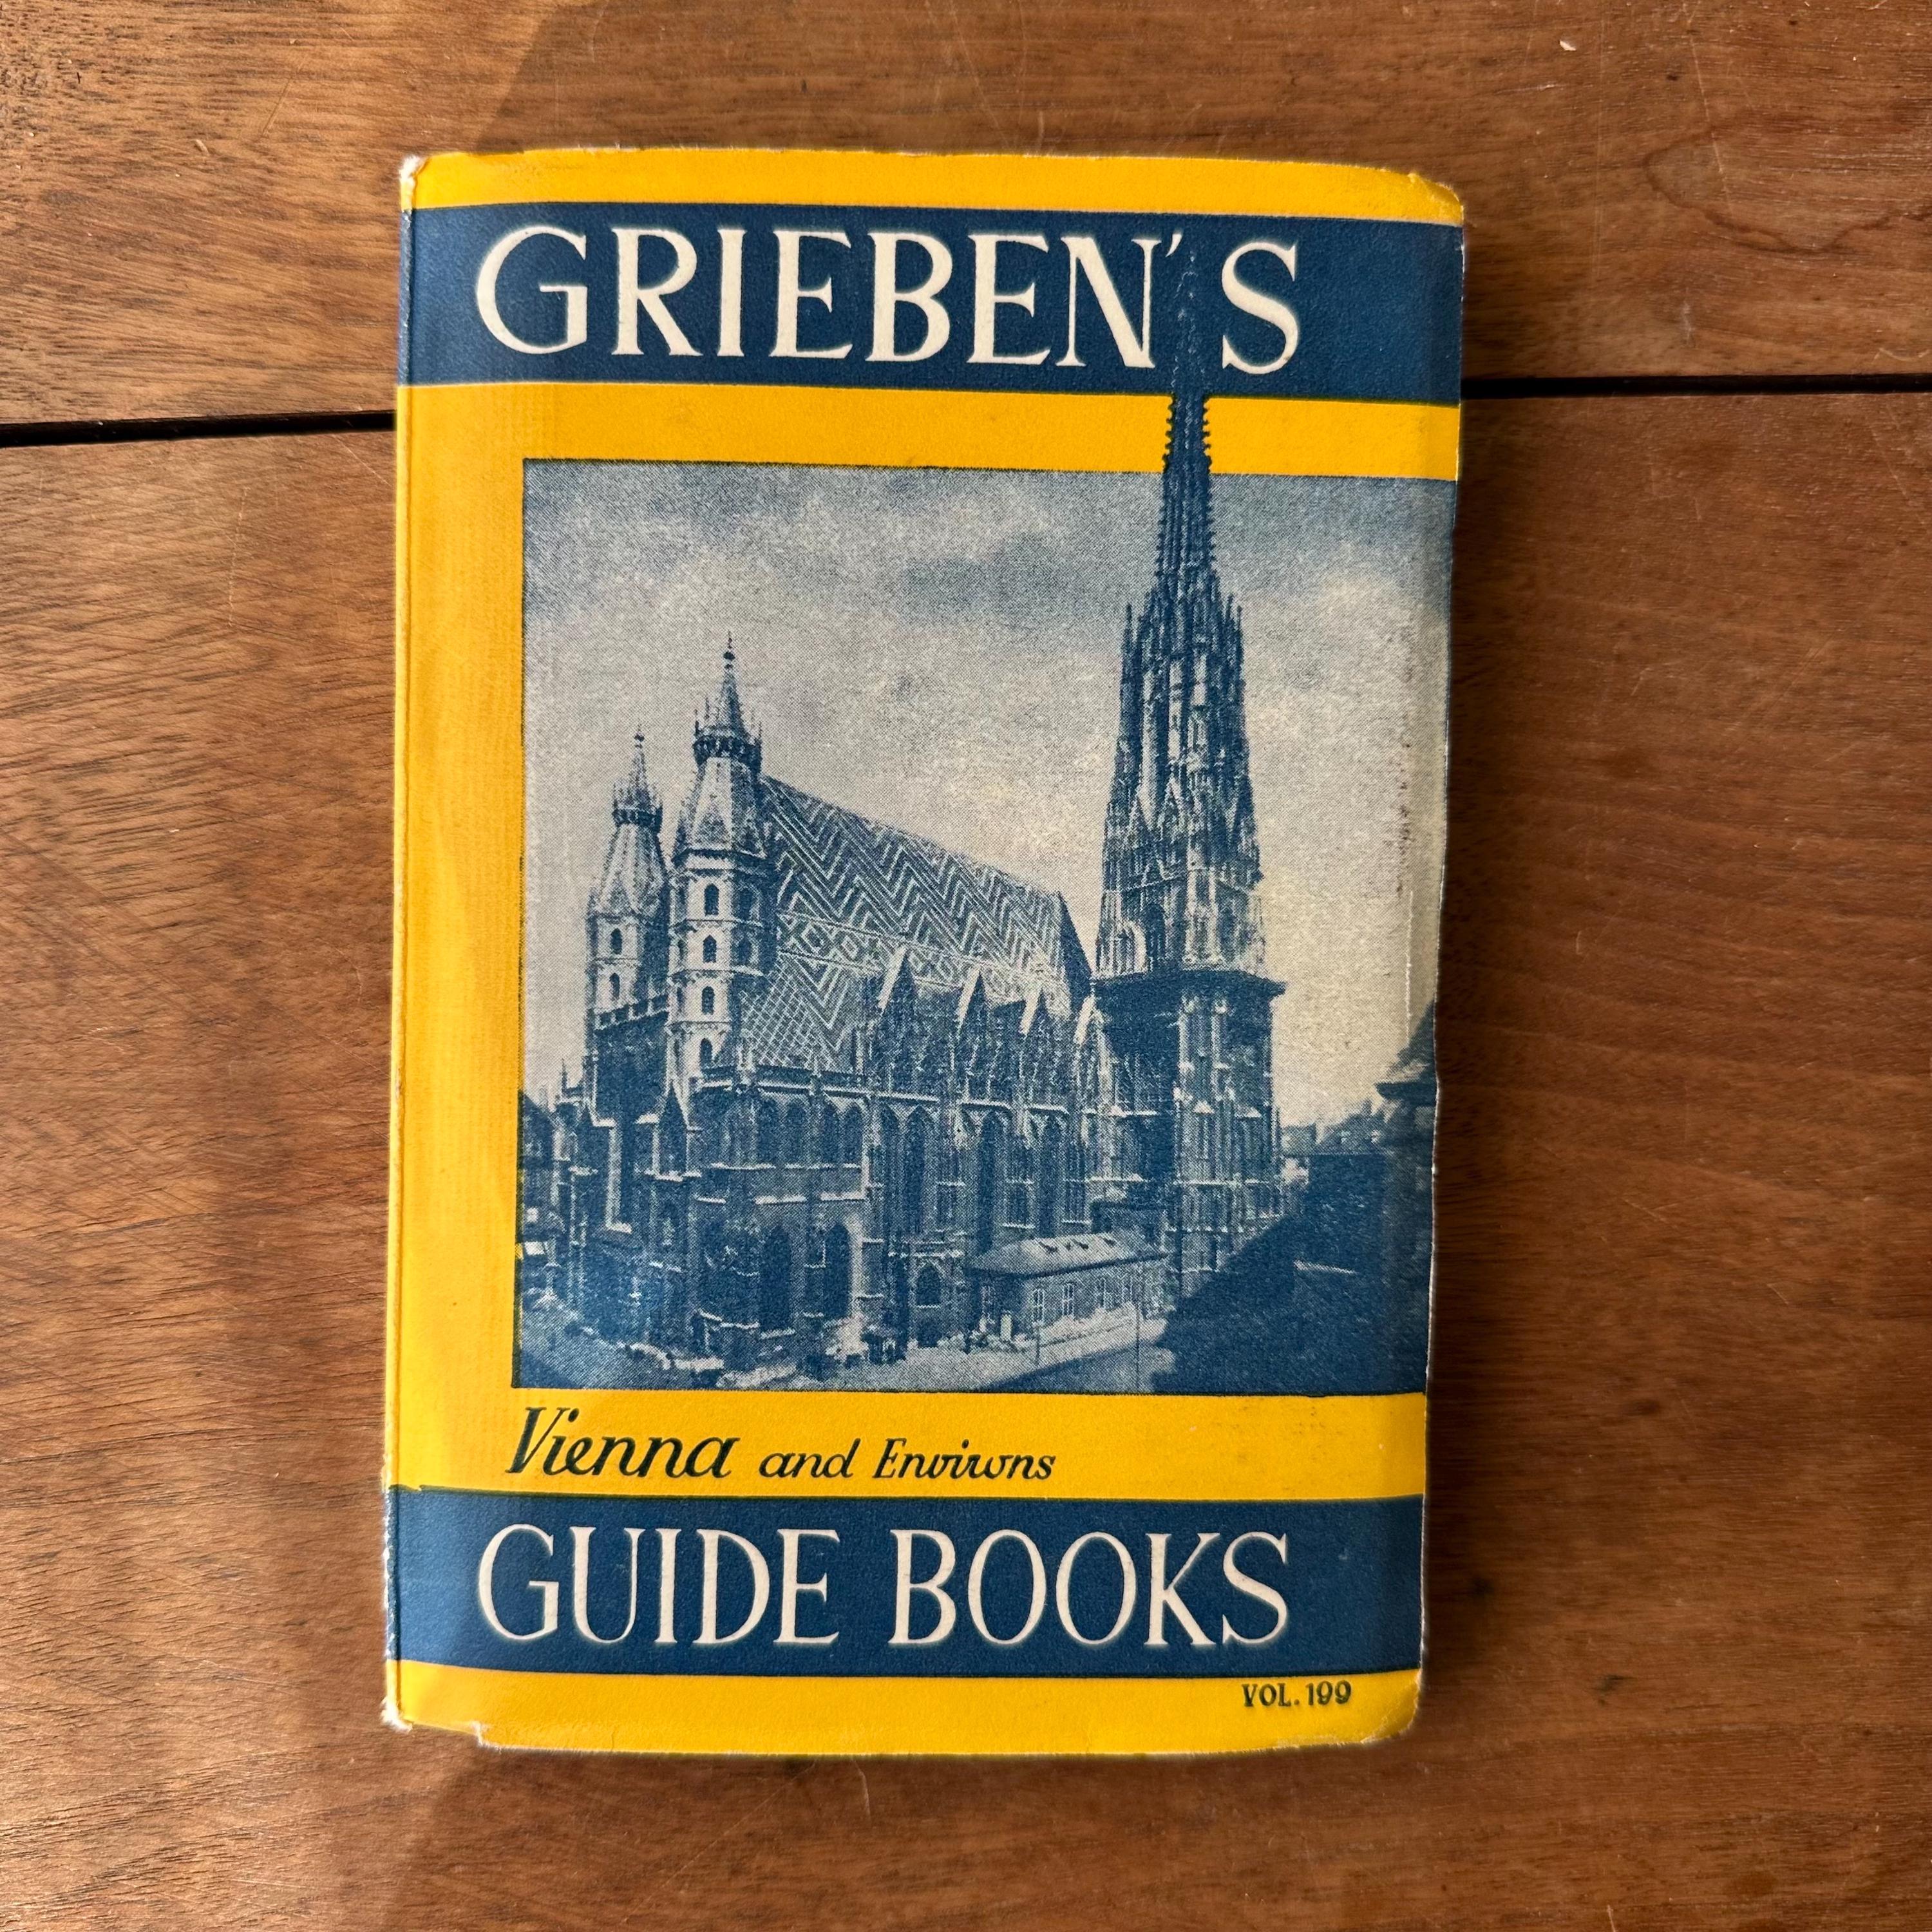 GRIEBEN'S
Vienna and Environs
GUIDE BOOKS
VOL. 199